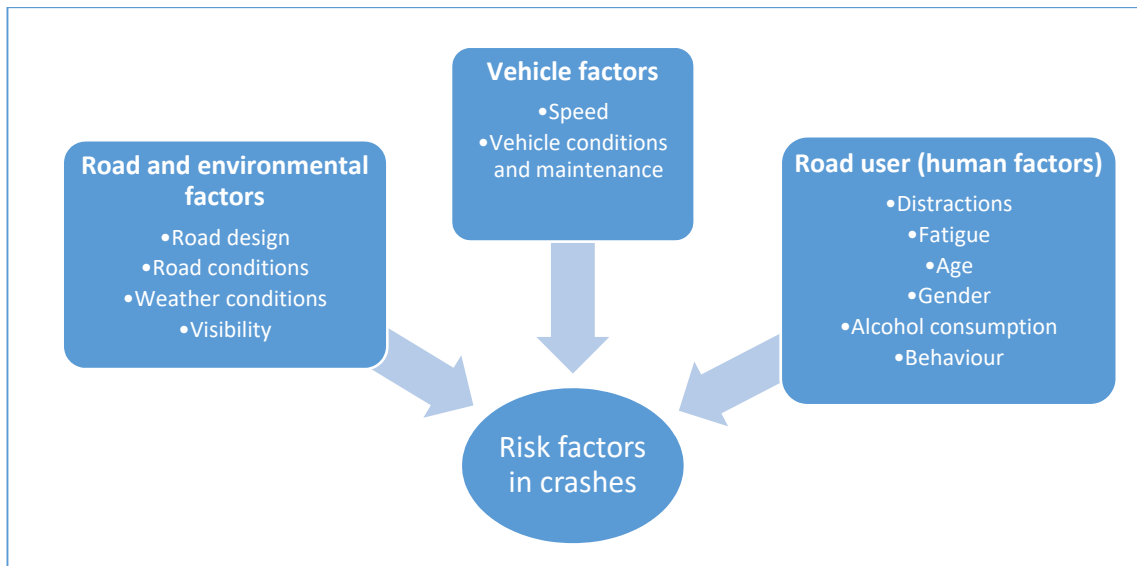 Road and environmental
factors
•Road design
•Road conditions
•Weather conditions
•Visibility
Vehicle factors
•Speed
•Vehicle conditions
and maintenance
Road user (human factors)
•Distractions
•Fatigue
•Age
•Gender
•Alcohol consumption
•Behaviour
Risk factors
in crashes